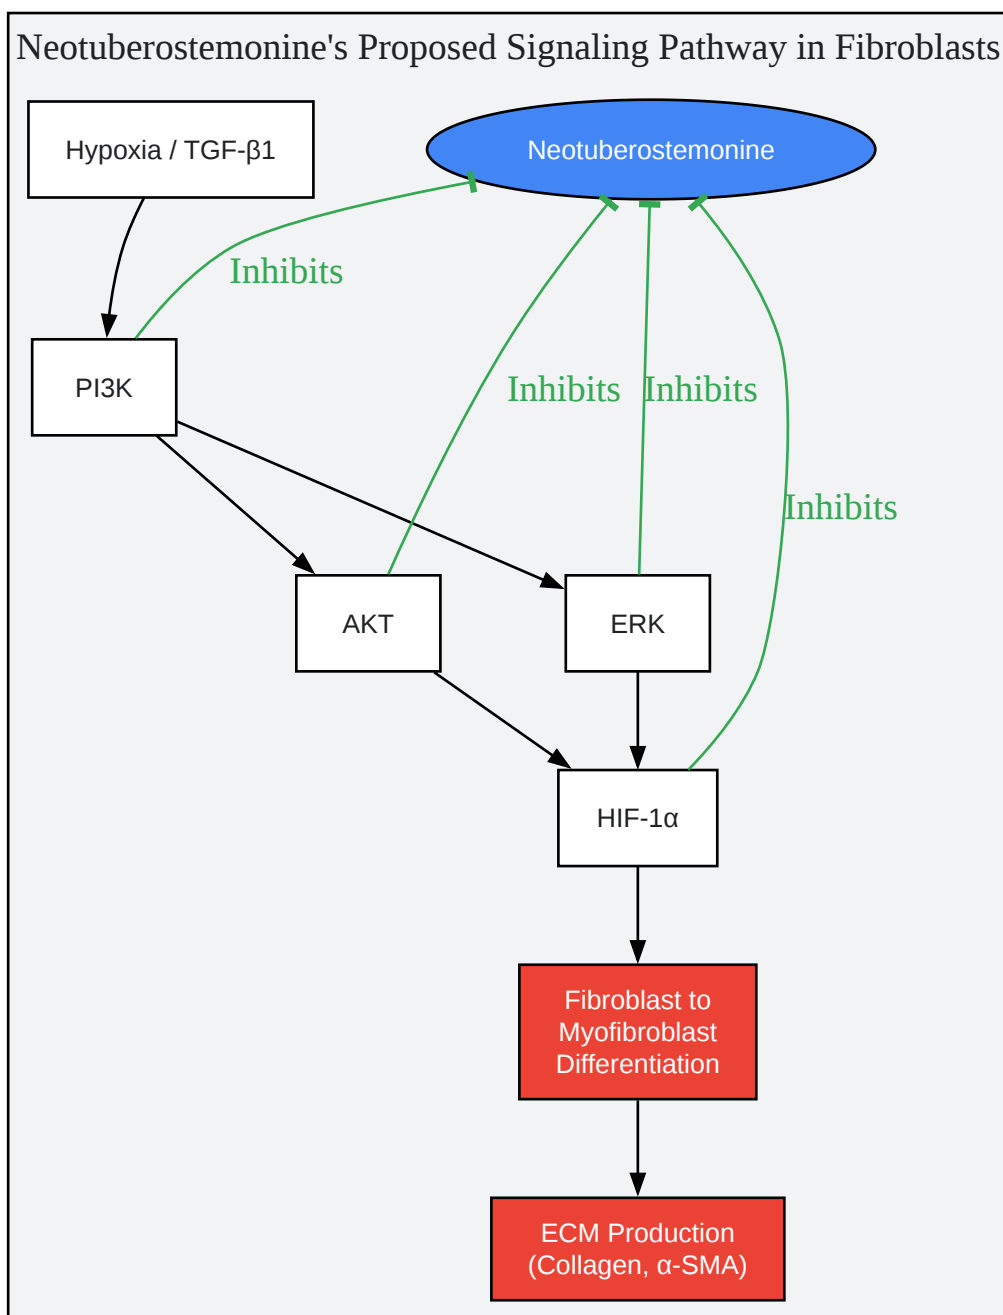 Neotuberostemonine's Proposed Signaling Pathway in Fibroblasts
Hypoxia / TGF-β1
Neotuberostemonine
Inhibits
PI3K
Inhibits
Inhibits
Inhibits
AKT
ERK
HIF-1α
Fibroblast to
Myofibroblast
Differentiation
ECM Production
(Collagen, α-SMA)